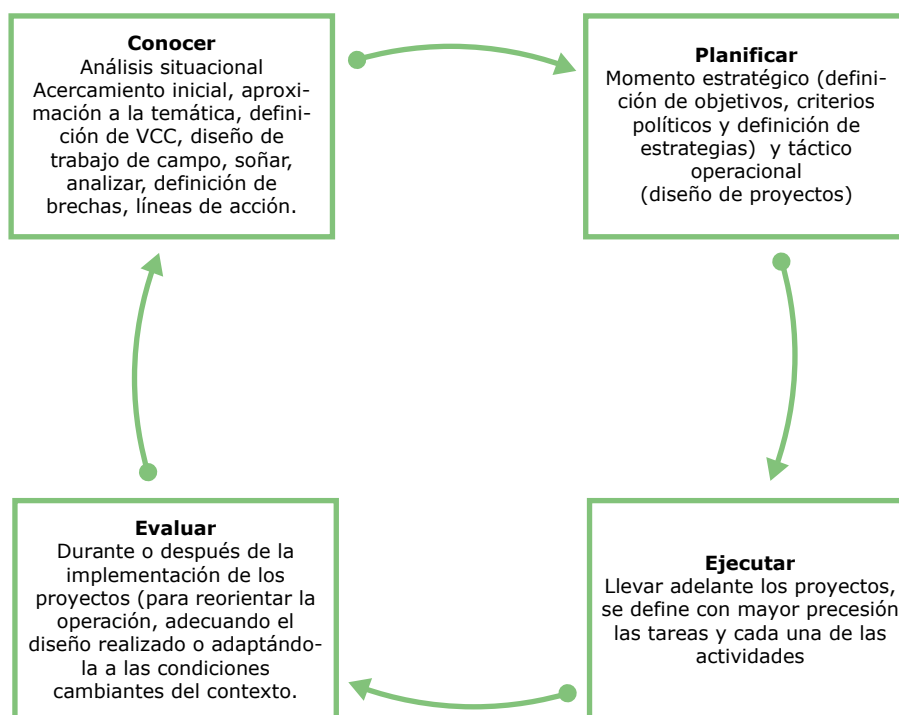 Conocer
Análisis situacional
Acercamiento inicial, aproxi-
mación a la temática, defini-
ción de VCC, diseño de
trabajo de campo, soñar,
analizar, definición de
brechas, líneas de acción.
Planificar
Momento estratégico (defini-
ción de objetivos, criterios
políticos y definición de
estrategias)  y táctico
operacional
(diseño de proyectos)
Evaluar
Durante o después de la
implementación de los
proyectos (para reorientar la
operación, adecuando el
diseño realizado o adaptándo-
la a las condiciones
cambiantes del contexto.
Ejecutar
Llevar adelante los proyectos,
se define con mayor precesión
las tareas y cada una de las
actividades